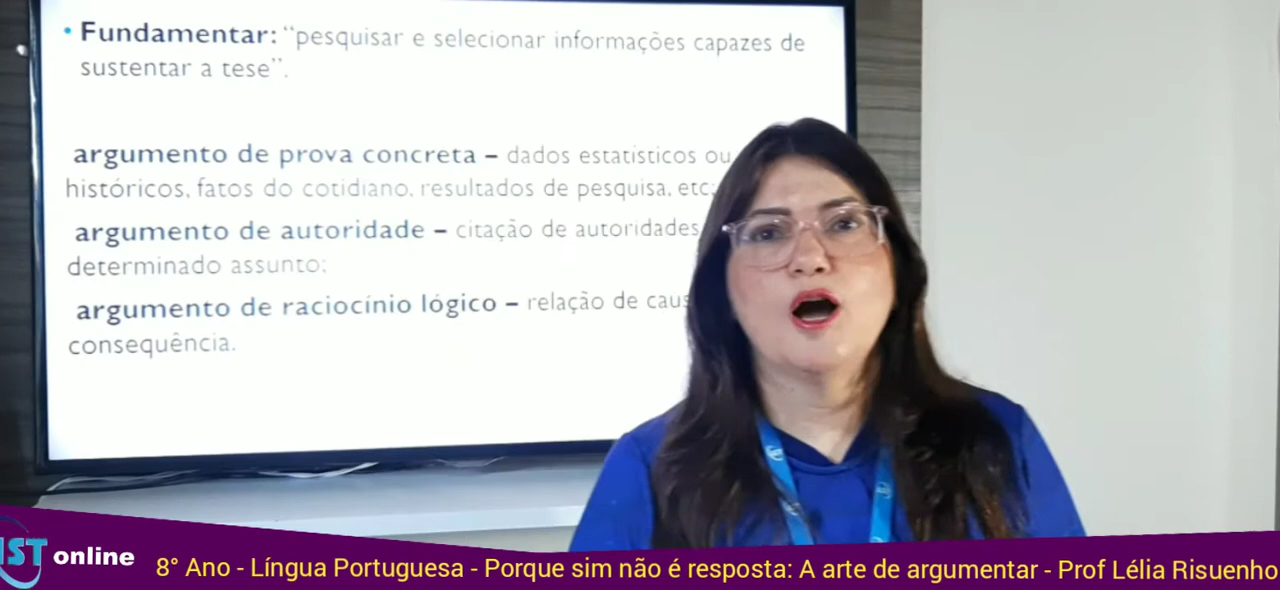 • Fundamentar: “pesquisar e selecionar informações capazes de
sustentar a tese”.
argumento de prova concreta – dados estatísticos ou
históricos, fatos do cotidiano, resultados de pesquisa, etc;
argumento de autoridade – citação de autoridades
determinado assunto;
argumento de raciocínio lógico – relação de caus
consequência.
IST online
8° Ano - Língua Portuguesa - Porque sim não é resposta: A arte de argumentar - Prof Lélia Risuenho